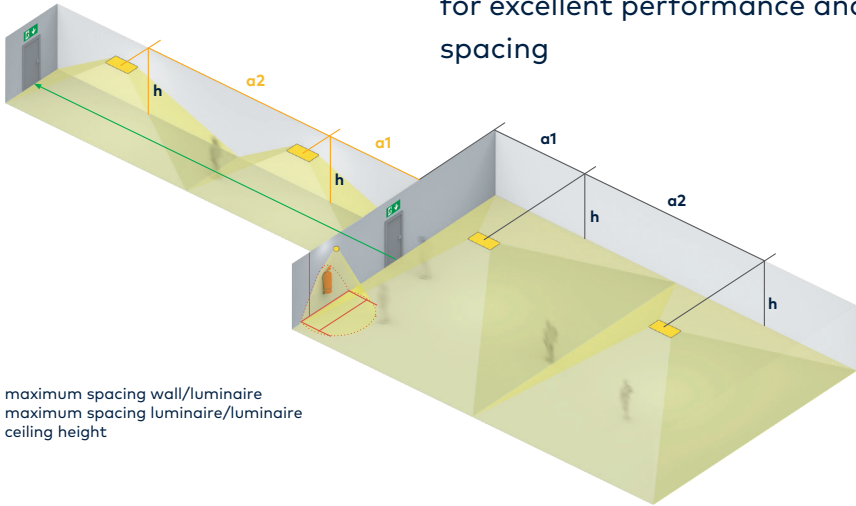 for excellent performance and
spacing
a2
h
a1
h
a1
h
a2
h
maximum spacing wall/luminaire
maximum spacing luminaire/luminaire
ceiling height